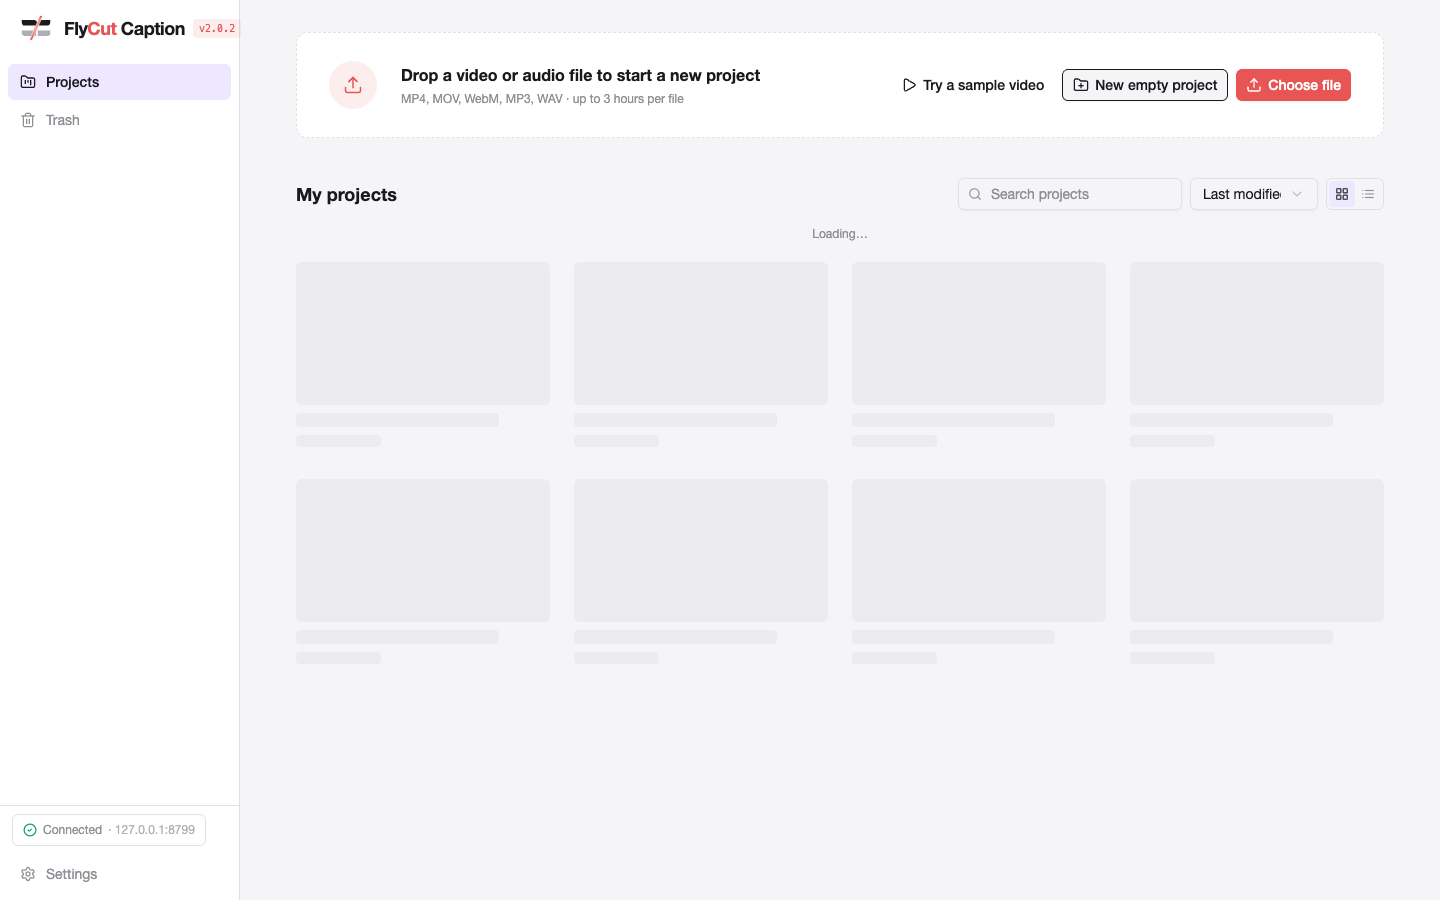 FlyCut Caption v2.0.2
Projects
Trash
Drop a video or audio file to start a new project
MP4, MOV, WebM, MP3, WAV · up to 3 hours per file
Try a sample video
New empty project
Choose file
My projects
Search projects
Last modifie
Loading...
Connected · 127.0.0.1:8799
Settings